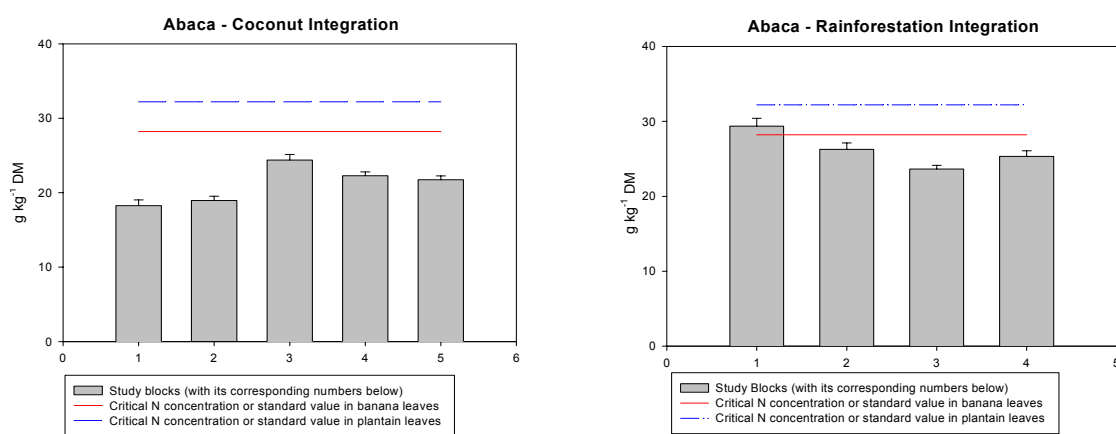 Abaca - Coconut Integration
g kg-1 DM
40
30
20
10
0
0 1 2 3 4 5 6
Study blocks (with its corresponding numbers below)
Critical N concentration or standard value in banana leaves
Critical N concentration or standard value in plantain leaves
Abaca - Rainforestation Integration
g kg-1 DM
40
30
20
10
0
0 1 2 3 4 5
Study Blocks (with its corresponding numbers below)
Critical N concentration or standard value in banana leaves
Critical N concentration or standard value in plantain leaves